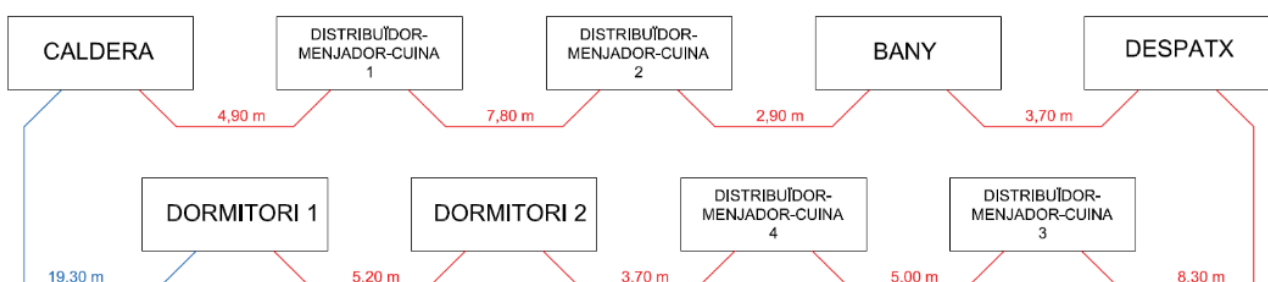 CALDERA
DISTRIBUÏDOR-
MENJADOR-CUINA
1
DISTRIBUÏDOR-
MENJADOR-CUINA
2
BANY
DESPATX
4,90 m
7,80 m
2,90 m
3,70 m
DORMITORI 1
DORMITORI 2
DISTRIBUÏDOR-
MENJADOR-CUINA
4
DISTRIBUÏDOR-
MENJADOR-CUINA
3
19,30 m
5,20 m
3,70 m
5,00 m
8,30 m